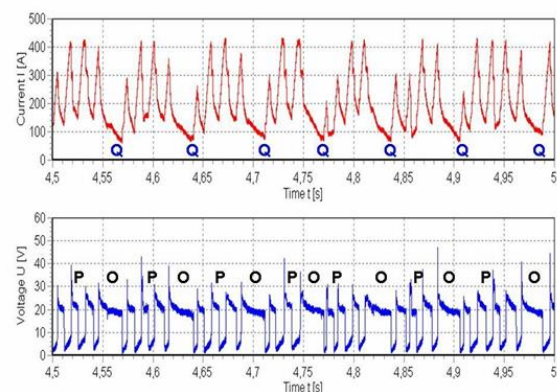 500
400
300
200
100
0
Current I [A]
Q Q Q Q Q Q Q
4,5 4,55 4,6 4,65 4,7 4,75 4,8 4,85 4,9 4,95 5
Time t [s]
60
50
40
30
20
10
0
Voltage U [V]
P O P O P O P O P O P O P O
4,5 4,55 4,6 4,65 4,7 4,75 4,8 4,85 4,9 4,95 5
Time t [s]